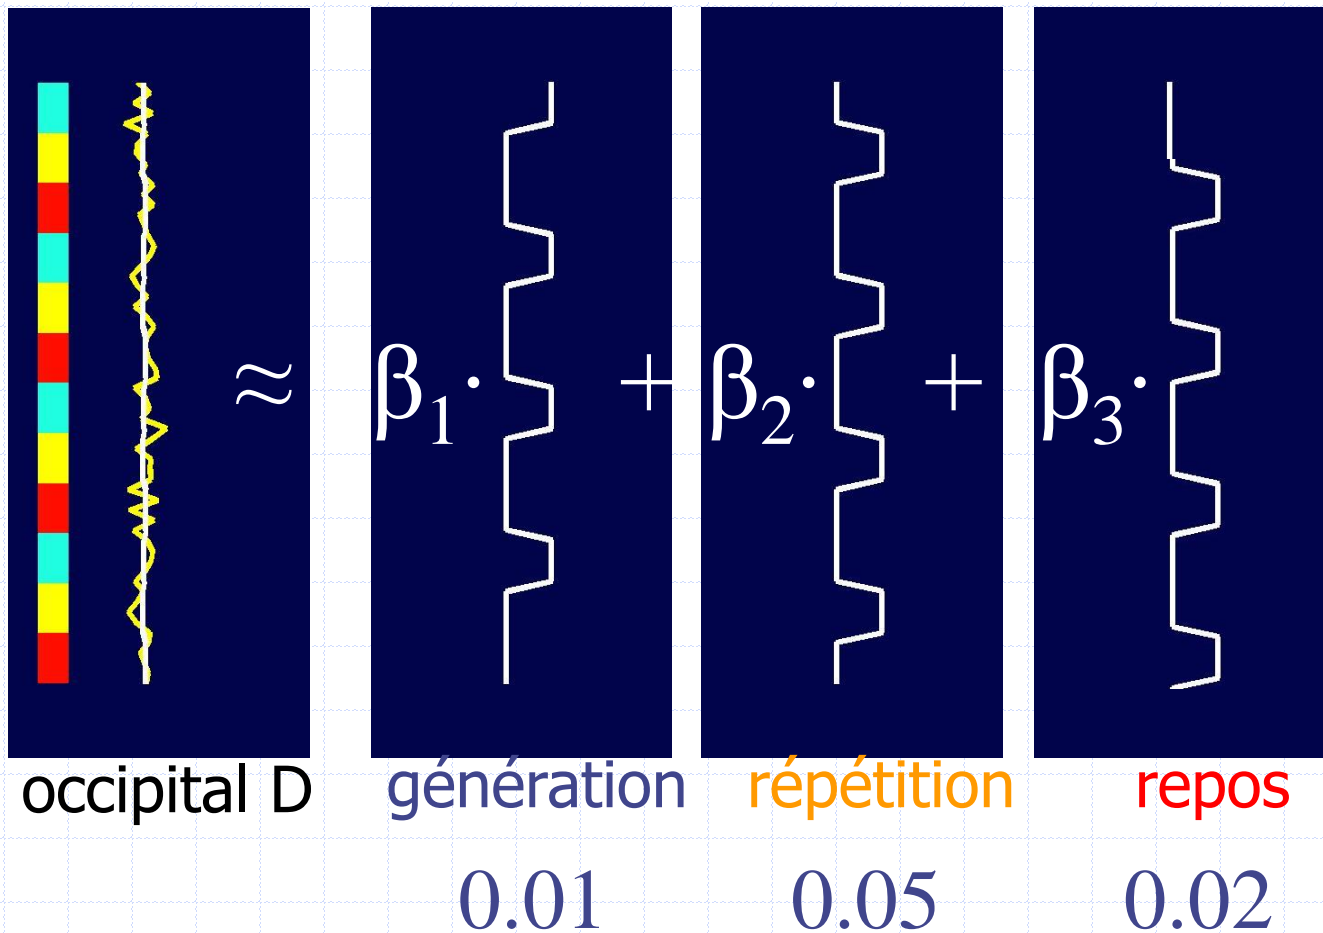 ≈ β₁· + β₂· + β₃·
occipital D génération répétition repos
0.01 0.05 0.02